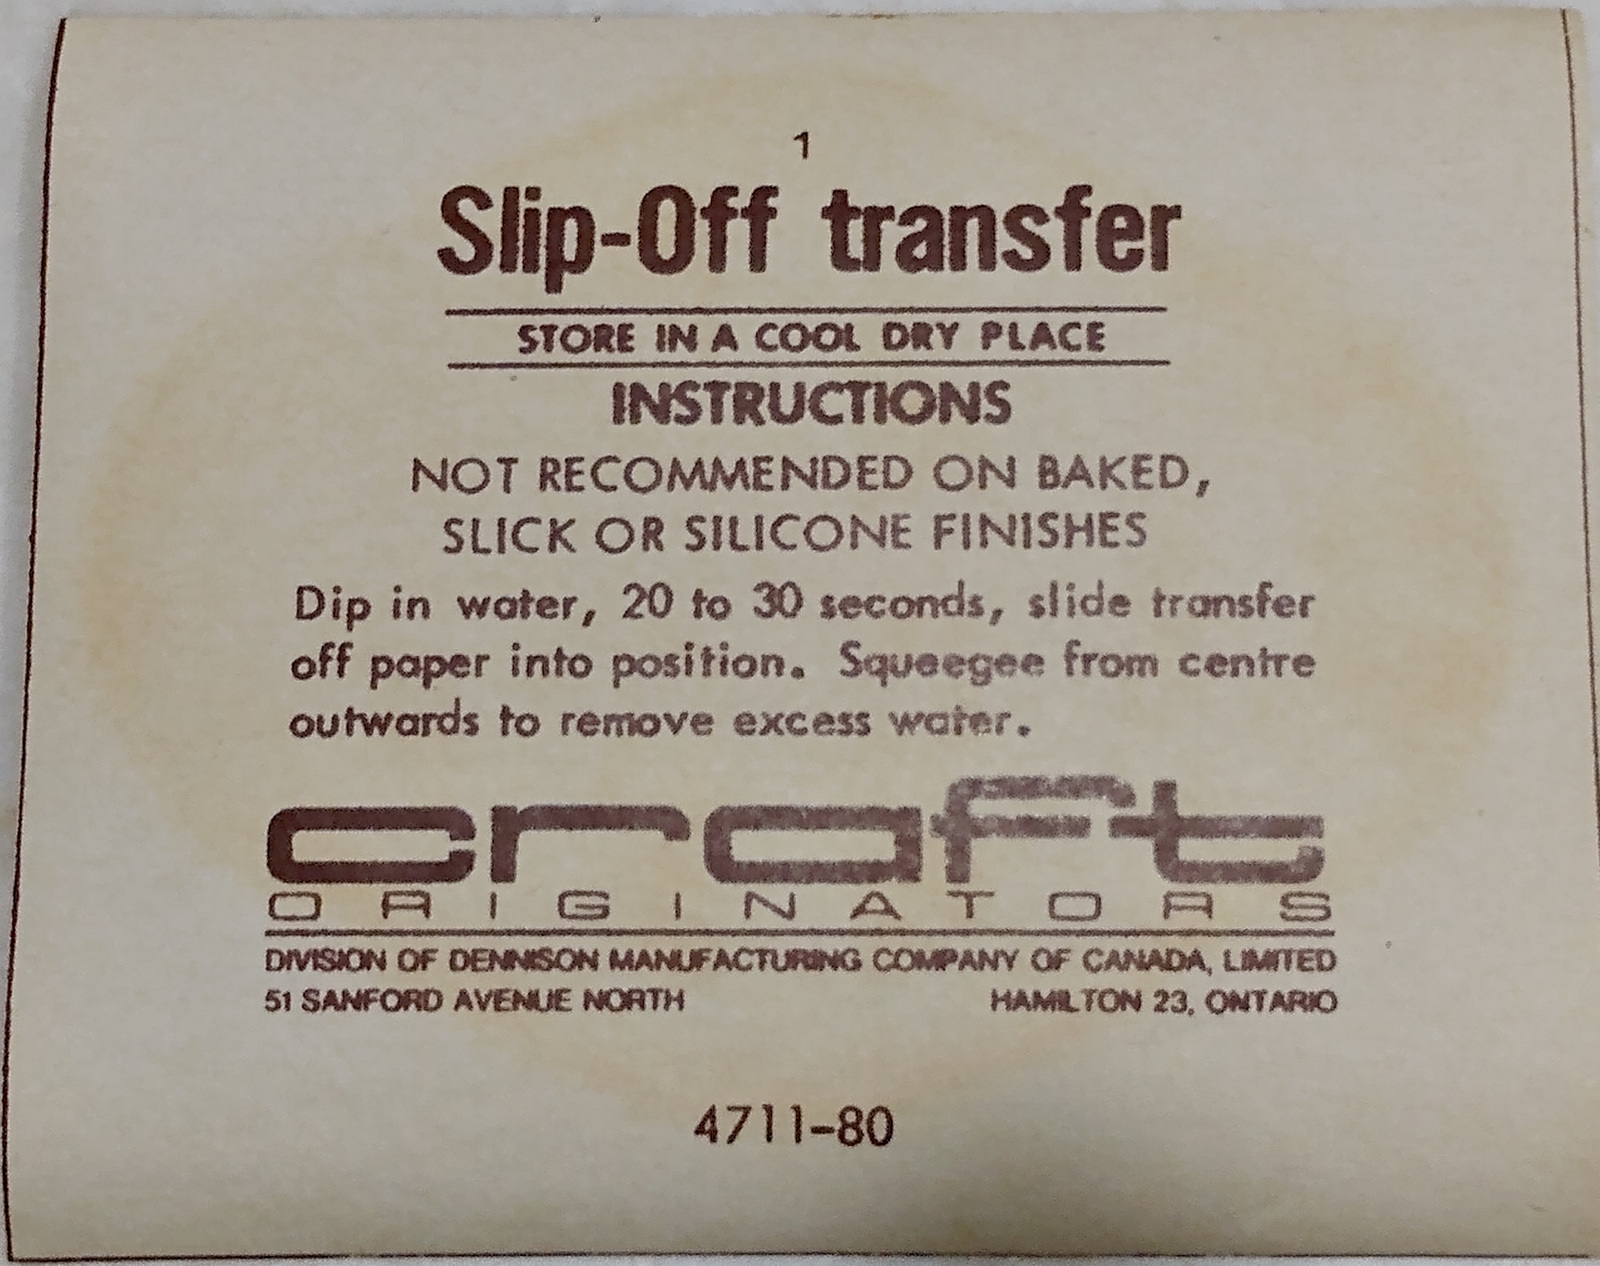 1
Slip-Off transfer
STORE IN A COOL DRY PLACE
INSTRUCTIONS
NOT RECOMMENDED ON BAKED,
SLICK OR SILICONE FINISHES
Dip in water, 20 to 30 seconds, slide transfer
off paper into position. Squeegee from centre
outwards to remove excess water.
craft
ORIGINATORS
DIVISION OF DENNISON MANUFACTURING COMPANY OF CANADA, LIMITED
51 SANFORD AVENUE NORTH HAMILTON 23, ONTARIO
4711-80